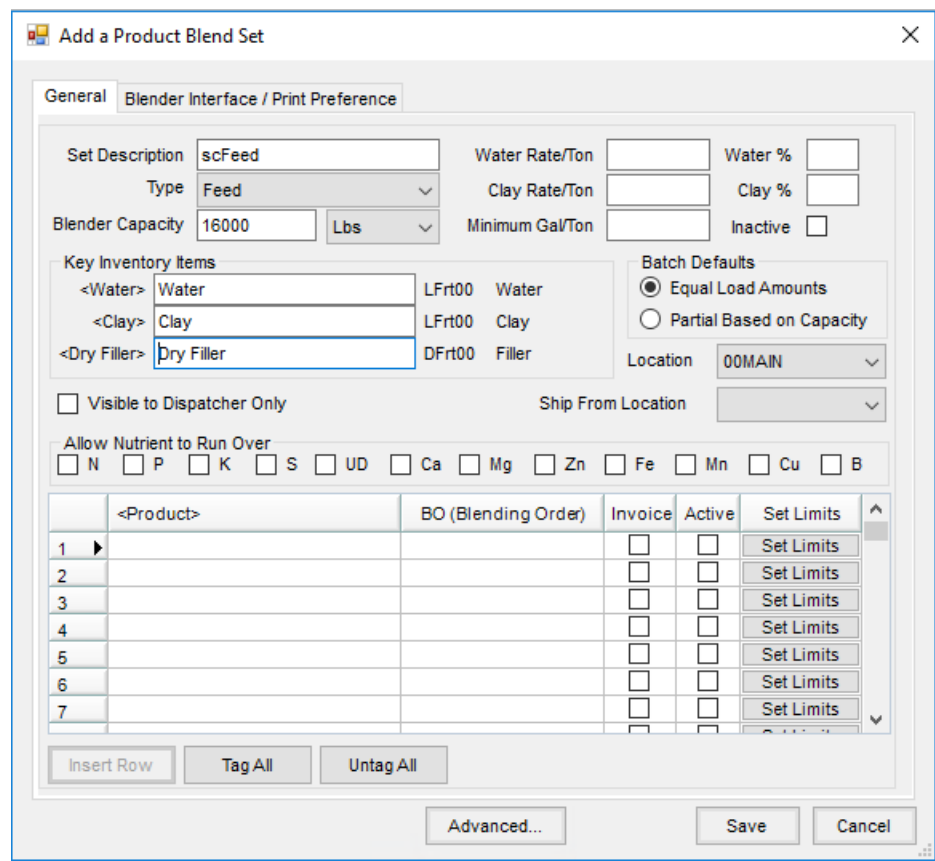 Add a Product Blend Set
General Blender Interface / Print Preference
Set Description scFeed Water Rate/Ton Water %
Type Feed Clay Rate/Ton Clay %
Blender Capacity 16000 Lbs Minimum Gal/Ton Inactive
Key Inventory Items Batch Defaults
<Water> Water LFrt00 Water Equal Load Amounts
<Clay> Clay LFrt00 Clay Partial Based on Capacity
<Dry Filler> Dry Filler DFrt00 Filler Location 00MAIN
Visible to Dispatcher Only Ship From Location
Allow Nutrient to Run Over
N P K S UD Ca Mg Zn Fe Mn Cu B
<Product> BO (Blending Order) Invoice Active Set Limits
1 Set Limits
2 Set Limits
3 Set Limits
4 Set Limits
5 Set Limits
6 Set Limits
7 Set Limits
Insert Row Tag All Untag All
Advanced... Save Cancel